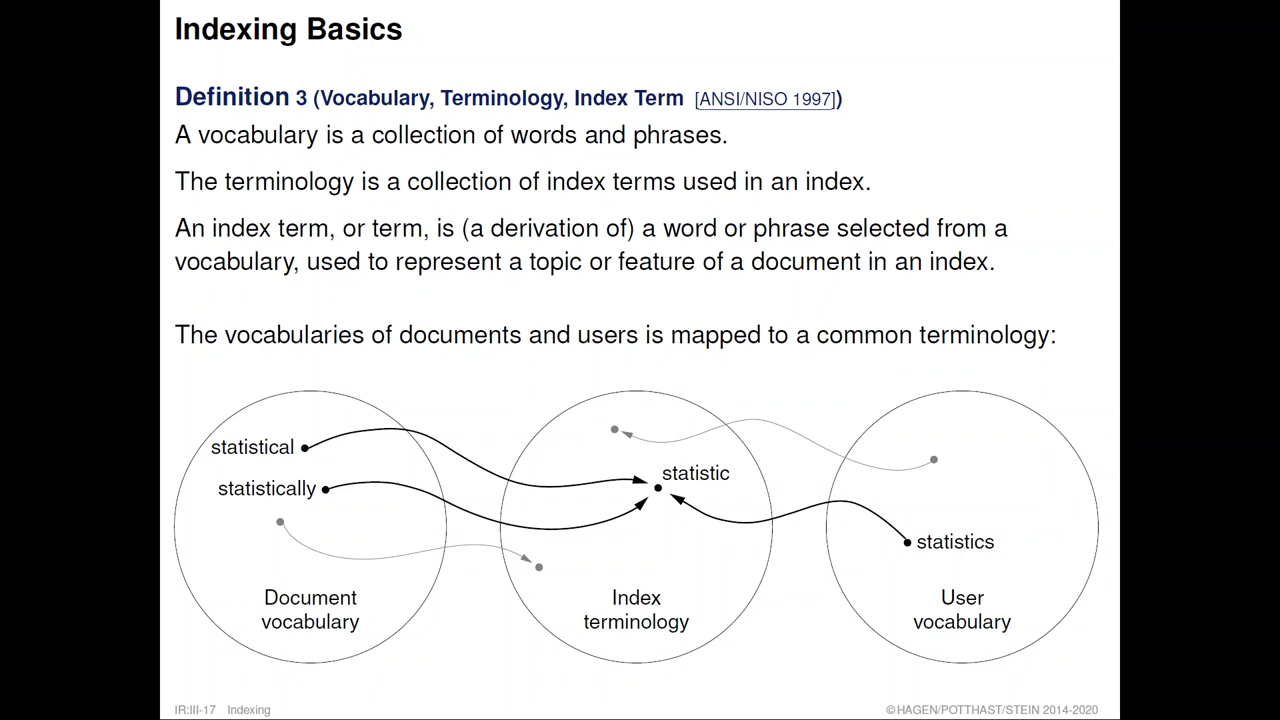 Indexing Basics
Definition 3 (Vocabulary, Terminology, Index Term [ANSI/NISO 1997])
A vocabulary is a collection of words and phrases.
The terminology is a collection of index terms used in an index.
An index term, or term, is (a derivation of) a word or phrase selected from a
vocabulary, used to represent a topic or feature of a document in an index.
The vocabularies of documents and users is mapped to a common terminology:
statistical
statistically
Document
vocabulary
statistic
Index
terminology
statistics
User
vocabulary
IR:III-17 Indexing
©HAGEN/POTTHAST/STEIN 2014-2020